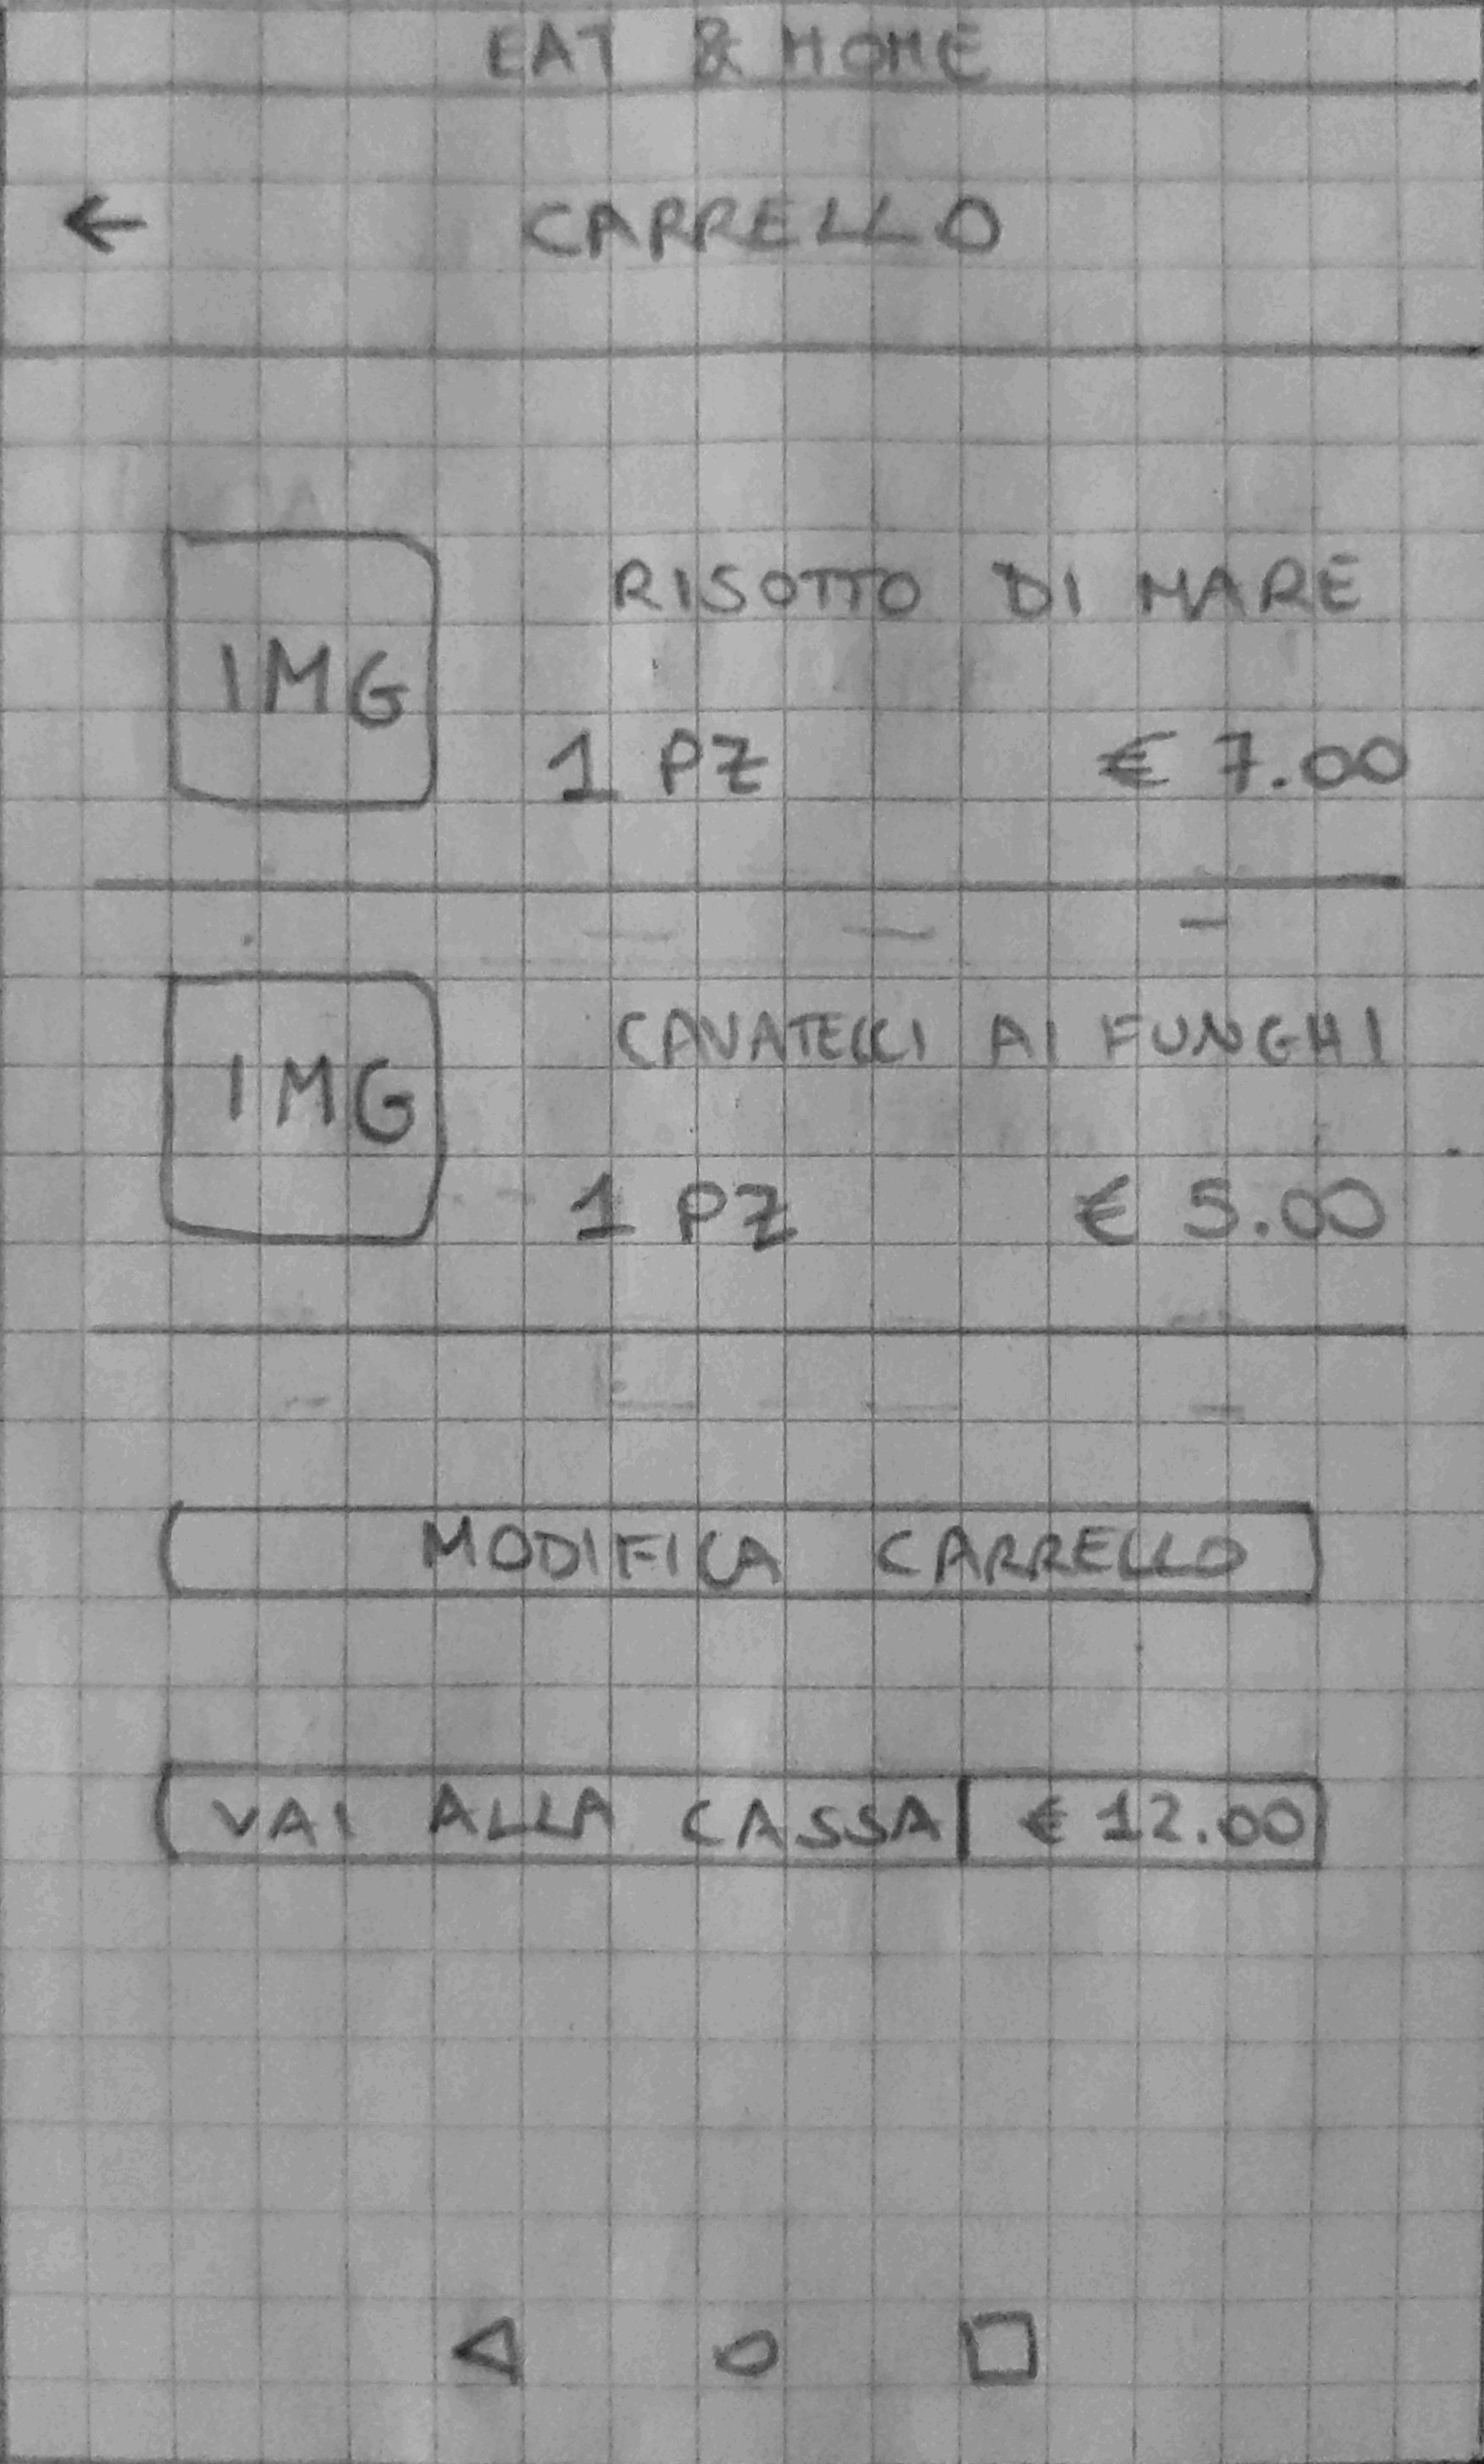 EAT & HOME
← CARRELLO
RISOTTO DI MARE
IMG
1 PZ € 7.00
CAVATELLI AI FUNGHI
IMG
1 PZ € 5.00
MODIFICA CARRELLO
VAI ALLA CASSA € 12.00